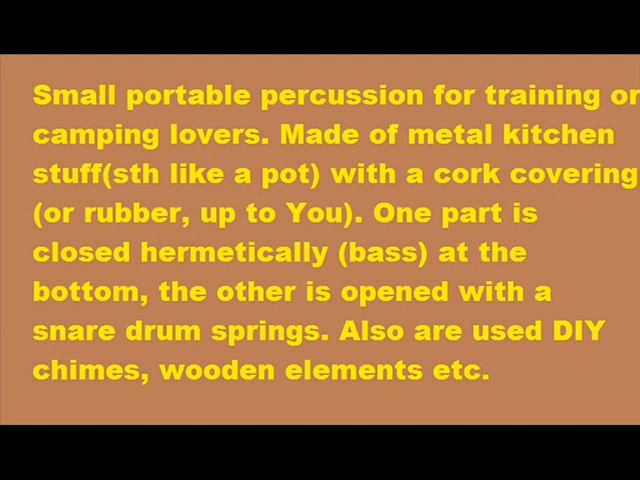 Small portable percussion for training or
camping lovers. Made of metal kitchen
stuff(sth like a pot) with a cork covering
(or rubber, up to You). One part is
closed hermetically (bass) at the
bottom, the other is opened with a
snare drum springs. Also are used DIY
chimes, wooden elements etc.